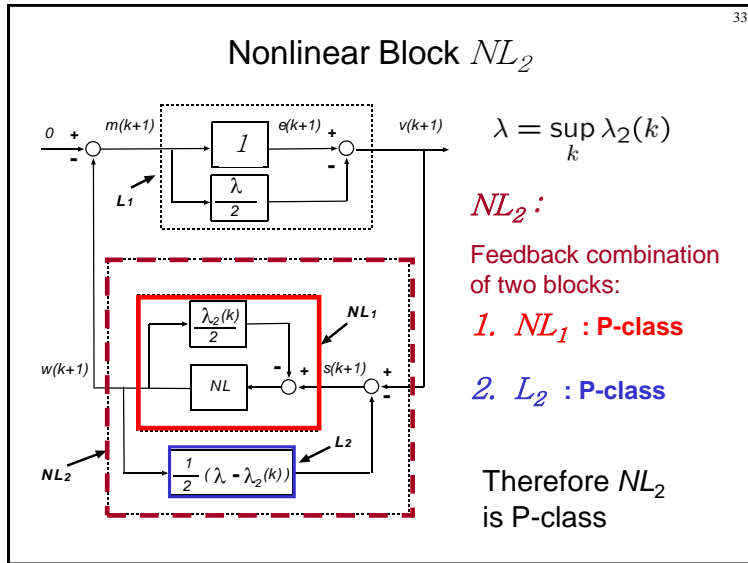 33
Nonlinear Block NL2
0 + - m(k+1) 1 e(k+1) + - v(k+1)
λ/2
L1
λ = sup λ2(k)
k
NL2 :
Feedback combination
of two blocks:
1. NL1 : P-class
2. L2 : P-class
λ2(k)/2
NL1
w(k+1) NL - + s(k+1) + -
L2
NL2
1/2 (λ - λ2(k))
Therefore NL2
is P-class